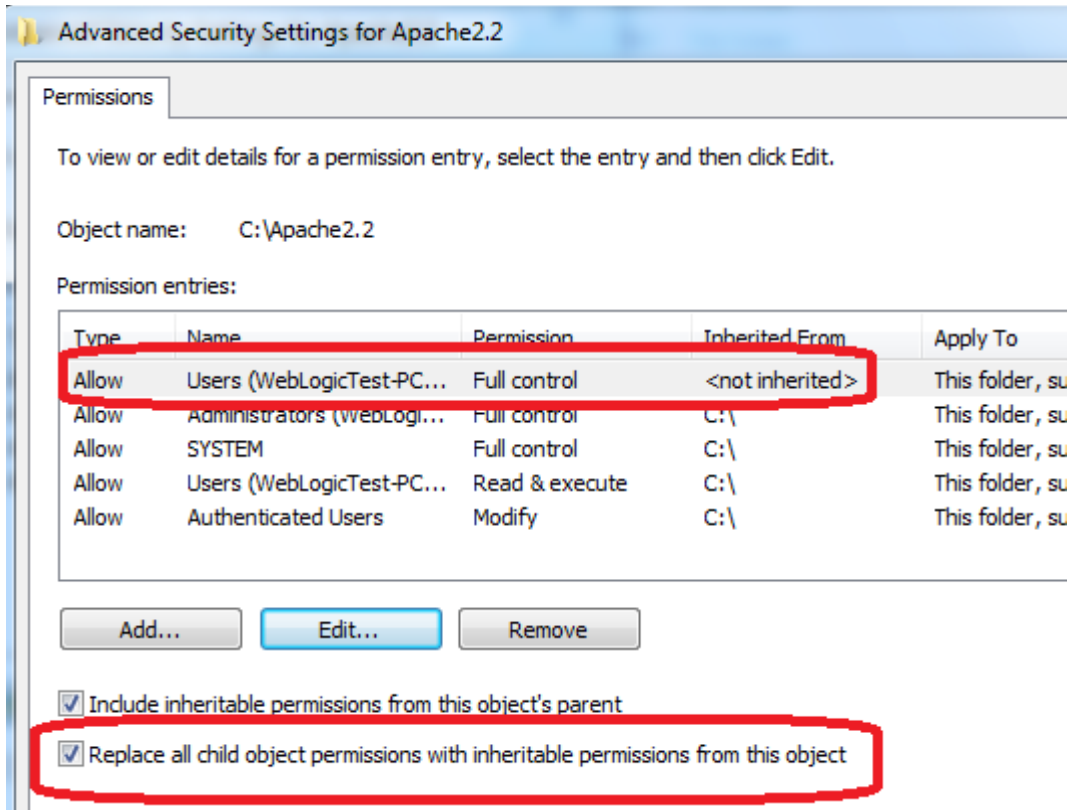 Advanced Security Settings for Apache2.2
Permissions
To view or edit details for a permission entry, select the entry and then click Edit.
Object name: C:\Apache2.2
Permission entries:
Type Name Permission Inherited From Apply To
Allow Users (WebLogicTest-PC... Full control <not inherited> This folder, su
Allow Administrators (WebLogi... Full control C:\ This folder, su
Allow SYSTEM Full control C:\ This folder, su
Allow Users (WebLogicTest-PC... Read & execute C:\ This folder, su
Allow Authenticated Users Modify C:\ This folder, su
Add... Edit... Remove
Include inheritable permissions from this object's parent
Replace all child object permissions with inheritable permissions from this object